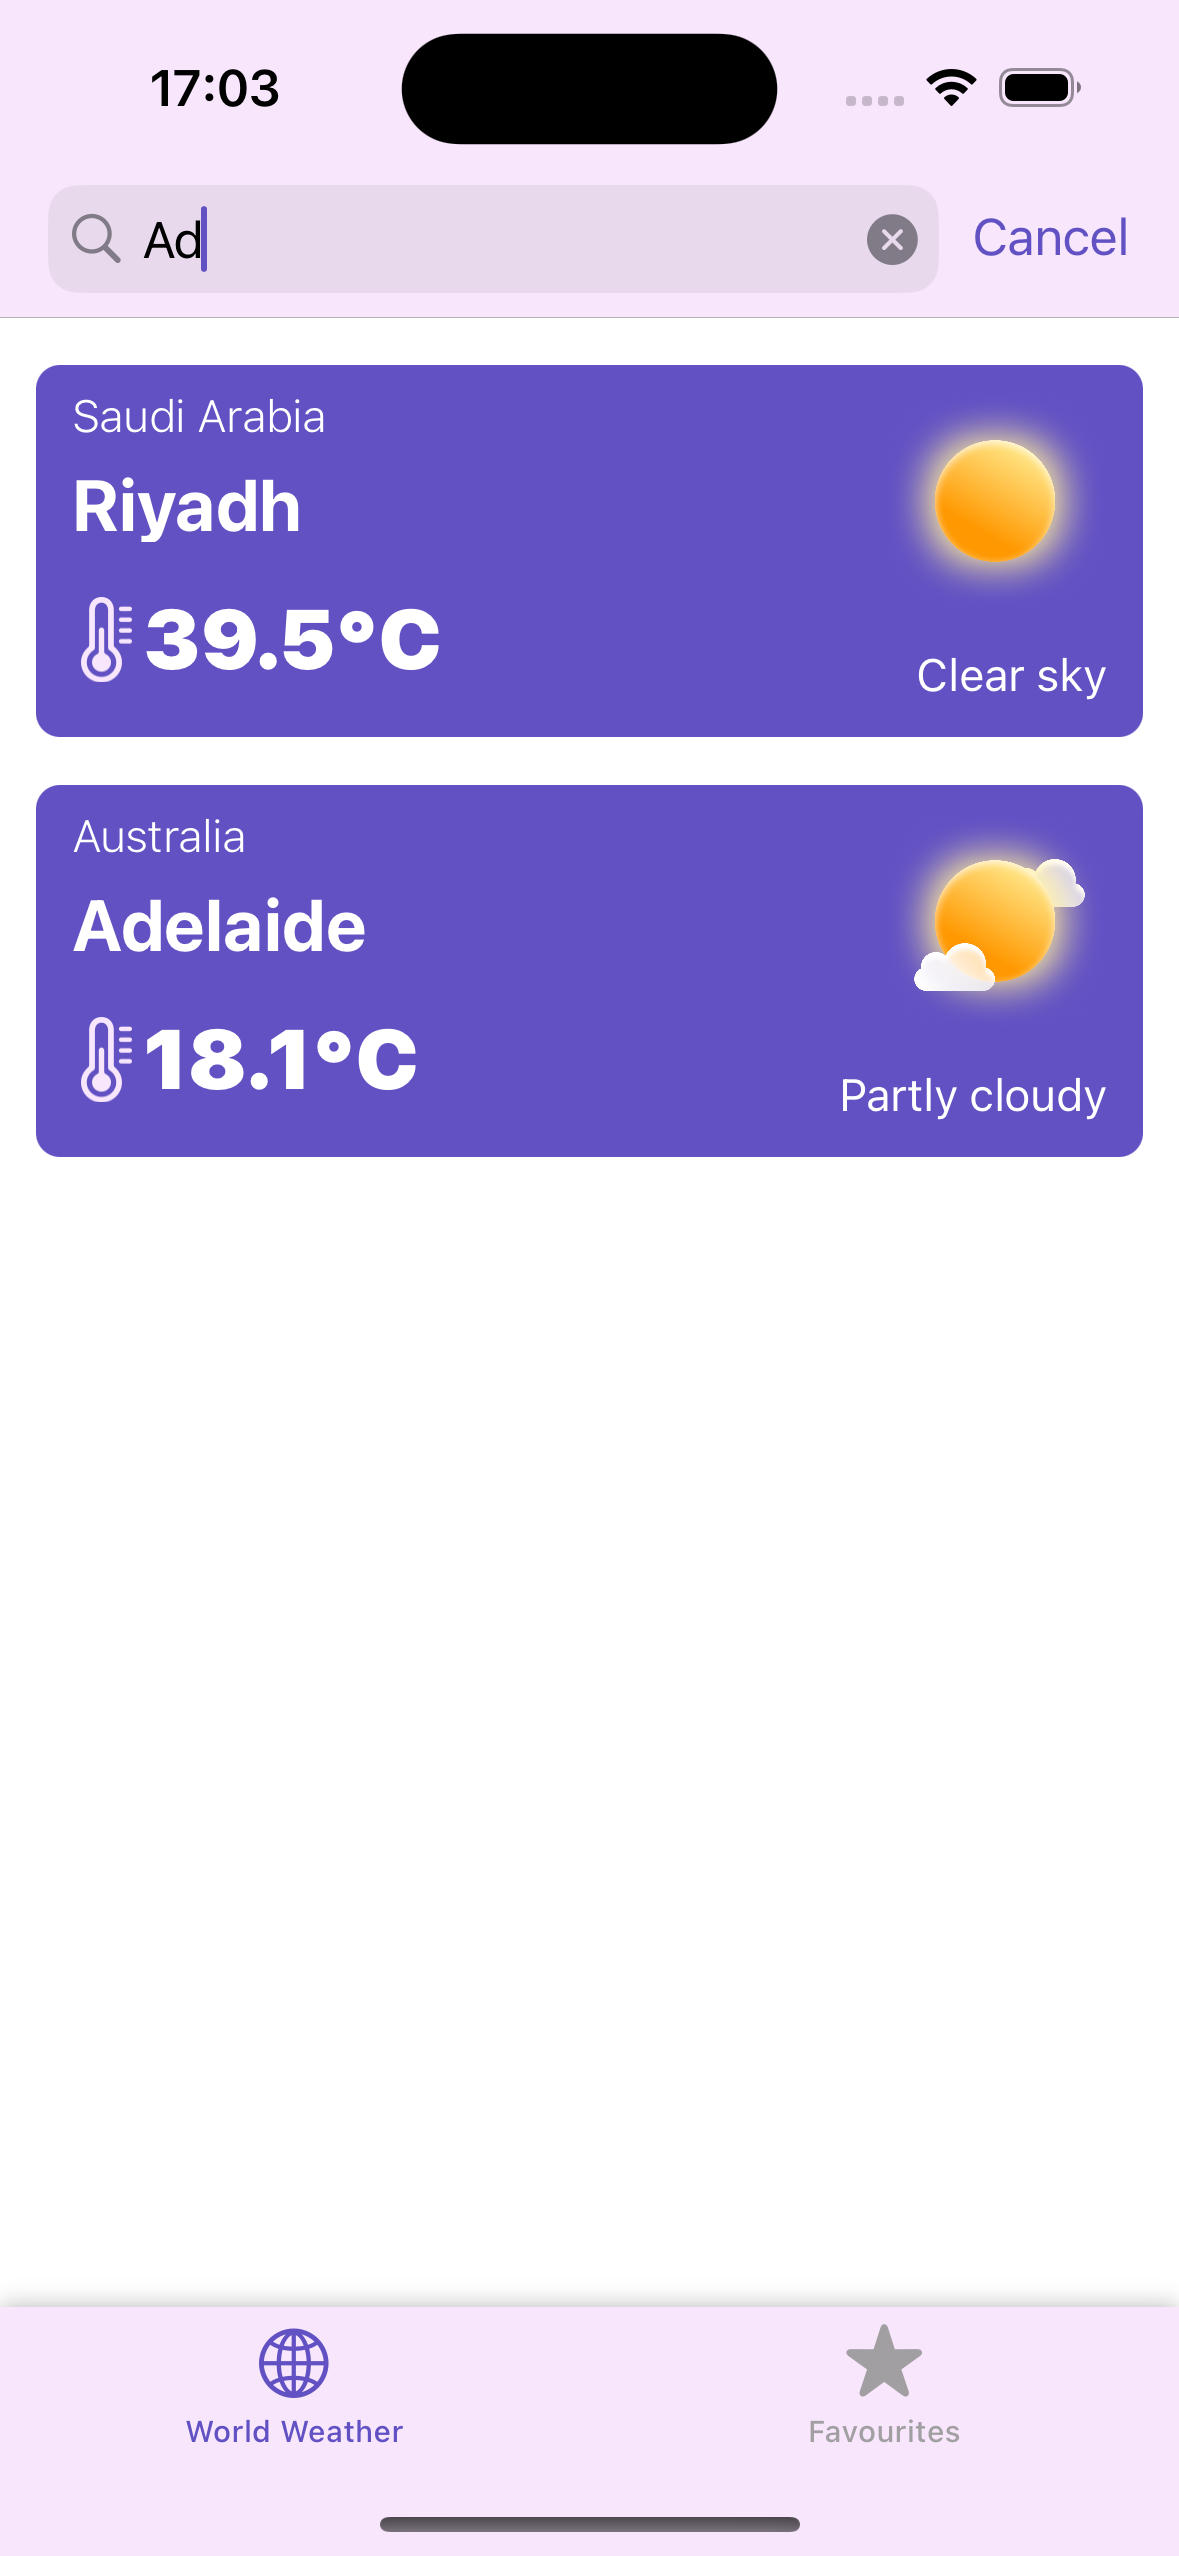 17:03
Ad
Cancel
Saudi Arabia
Riyadh
39.5°C
Clear sky
Australia
Adelaide
18.1°C
Partly cloudy
World Weather
Favourites